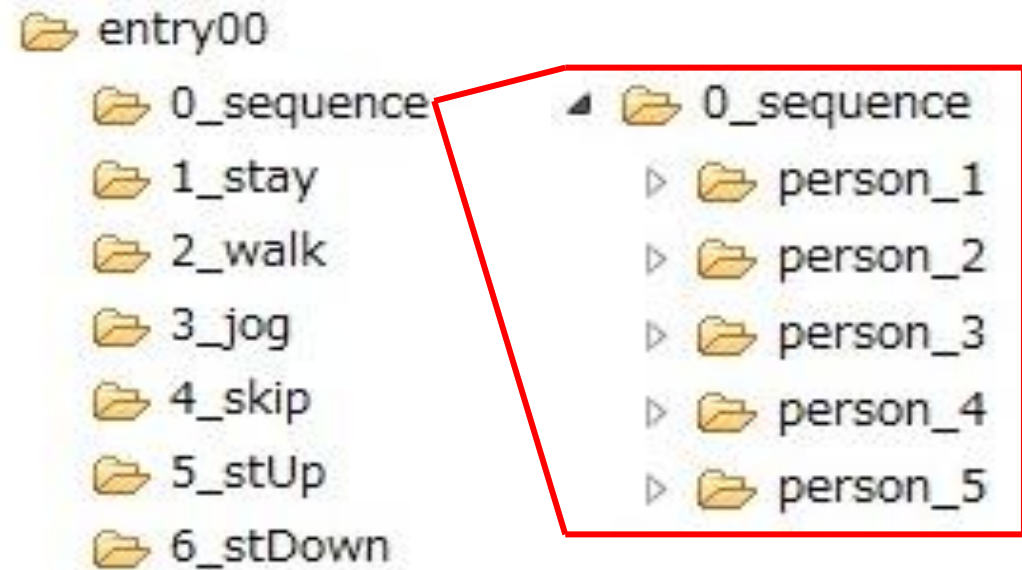 entry00
0_sequence
1_stay
2_walk
3_jog
4_skip
5_stUp
6_stDown
0_sequence
person_1
person_2
person_3
person_4
person_5